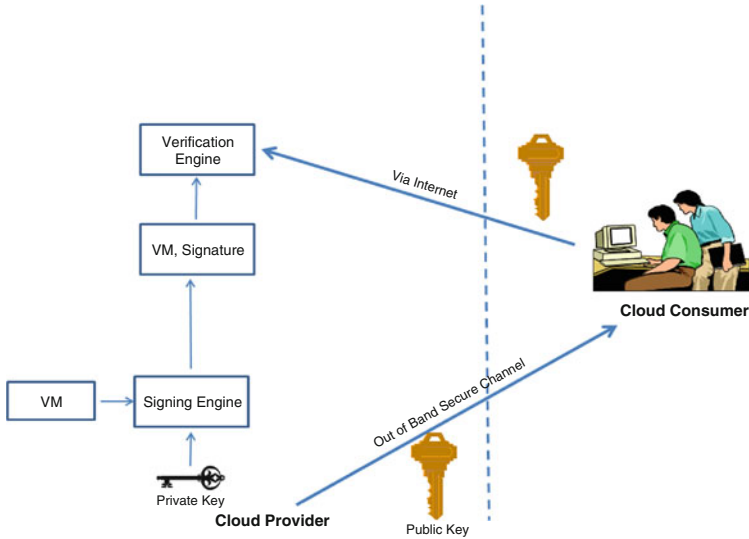 Verification
Engine
Via Internet
VM, Signature
Cloud Consumer
Out of Band Secure Channel
VM
Signing Engine
Private Key
Cloud Provider
Public Key